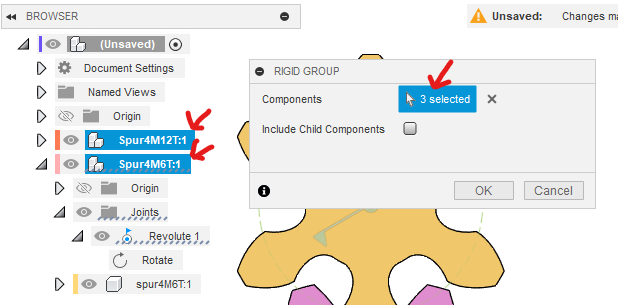 BROWSER
Unsaved: Changes ma
(Unsaved)
Document Settings
Named Views
Origin
Spur4M12T:1
Spur4M6T:1
Origin
Joints
Revolute 1
Rotate
spur4M6T:1
RIGID GROUP
Components 3 selected
Include Child Components
OK Cancel